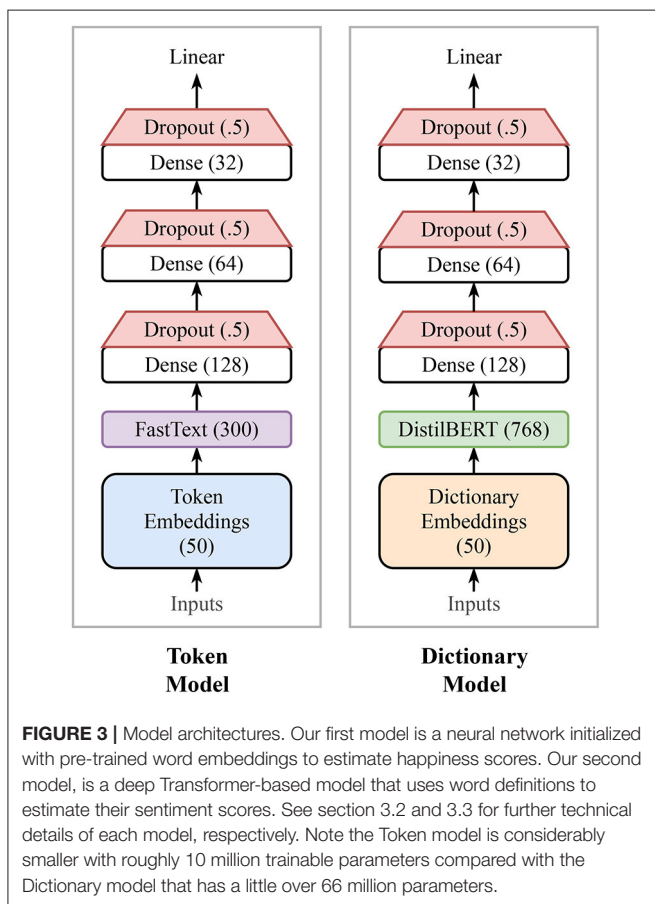 Linear
Dropout (.5)
Dense (32)
Dropout (.5)
Dense (64)
Dropout (.5)
Dense (128)
FastText (300)
Token
Embeddings
(50)
Inputs
Token
Model
Linear
Dropout (.5)
Dense (32)
Dropout (.5)
Dense (64)
Dropout (.5)
Dense (128)
DistilBERT (768)
Dictionary
Embeddings
(50)
Inputs
Dictionary
Model
FIGURE 3 | Model architectures. Our first model is a neural network initialized
with pre-trained word embeddings to estimate happiness scores. Our second
model, is a deep Transformer-based model that uses word definitions to
estimate their sentiment scores. See section 3.2 and 3.3 for further technical
details of each model, respectively. Note the Token model is considerably
smaller with roughly 10 million trainable parameters compared with the
Dictionary model that has a little over 66 million parameters.